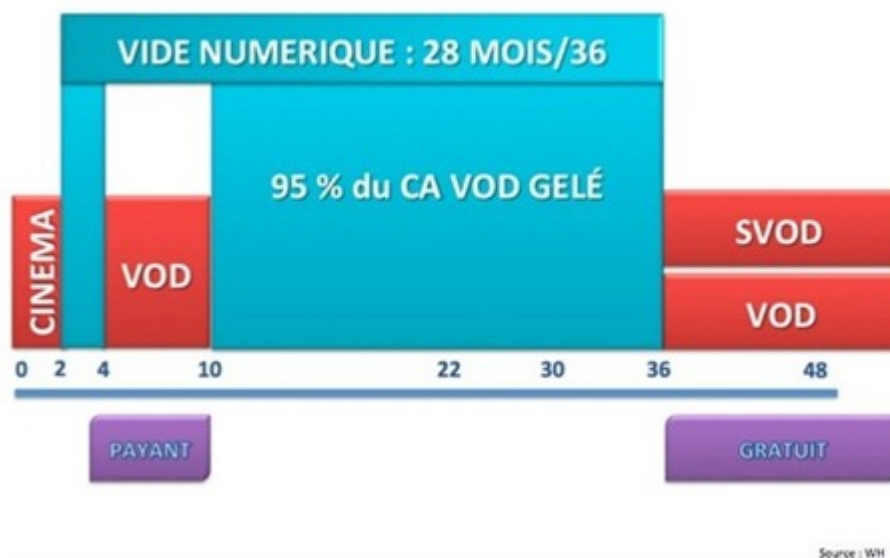 VIDE NUMERIQUE : 28 MOIS/36
95 % du CA VOD GELÉ
CINEMA
VOD
SVOD
VOD
0 2 4 10 22 30 36 48
PAYANT
GRATUIT
Source : WH